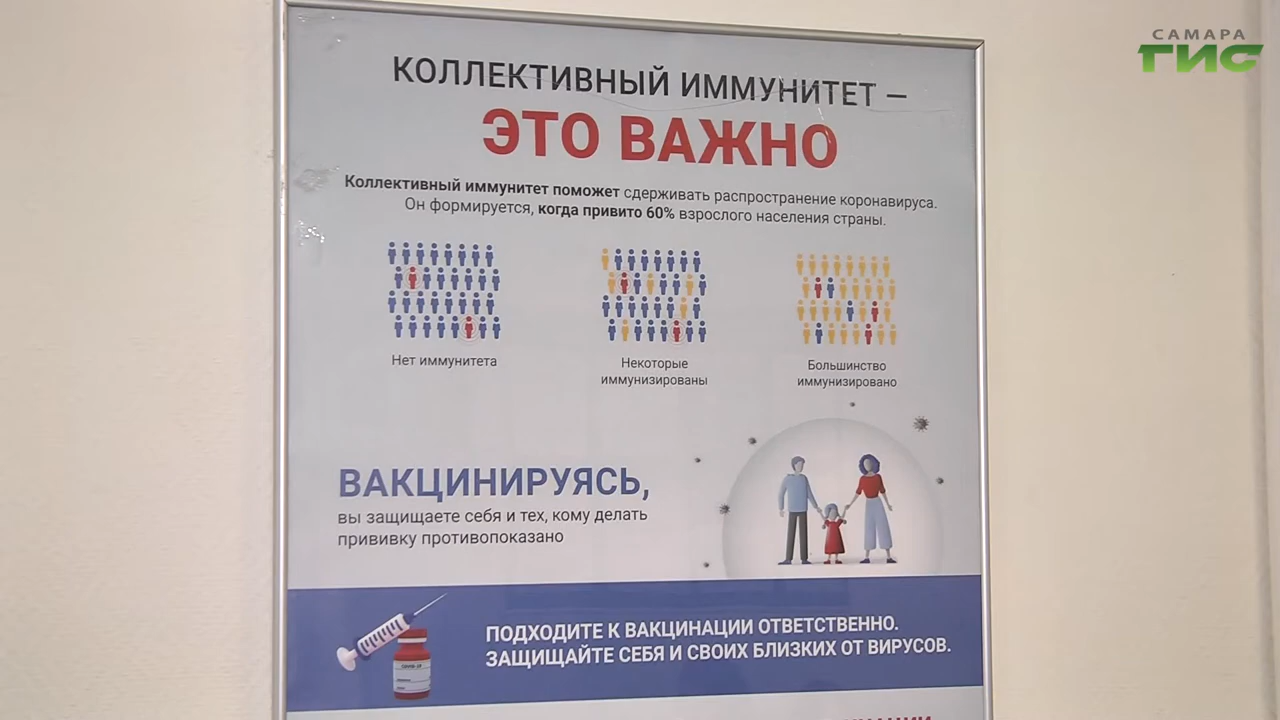 САМАРА
ГИС
КОЛЛЕКТИВНЫЙ ИММУНИТЕТ –
ЭТО ВАЖНО
Коллективный иммунитет поможет сдерживать распространение коронавируса.
Он формируется, когда привито 60% взрослого населения страны.
Нет иммунитета
Некоторые
иммунизированы
Большинство
иммунизировано
ВАКЦИНИРУЯСЬ,
вы защищаете себя и тех, кому делать
прививку противопоказано
COVID-19
ПОДХОДИТЕ К ВАКЦИНАЦИИ ОТВЕТСТВЕННО.
ЗАЩИЩАЙТЕ СЕБЯ И СВОИХ БЛИЗКИХ ОТ ВИРУСОВ.